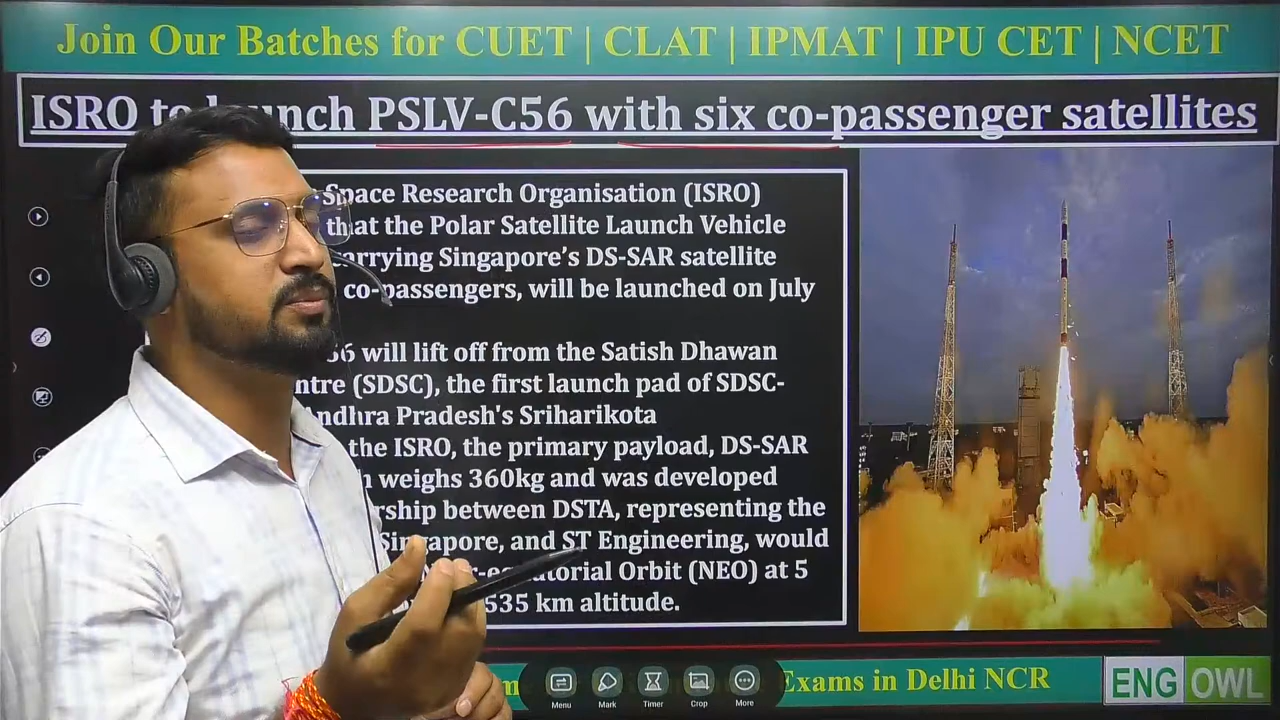 Join Our Batches for CUET | CLAT | IPMAT | IPU CET | NCET
ISRO to launch PSLV-C56 with six co-passenger satellites
Space Research Organisation (ISRO)
that the Polar Satellite Launch Vehicle
carrying Singapore's DS-SAR satellite
co-passengers, will be launched on July
56 will lift off from the Satish Dhawan
ntre (SDSC), the first launch pad of SDSC-
Andhra Pradesh's Sriharikota
the ISRO, the primary payload, DS-SAR
weighs 360kg and was developed
rship between DSTA, representing the
Singapore, and ST Engineering, would
Orbit (NEO) at 5
535 km altitude.
Exams in Delhi NCR
ENG OWL
Menu Mark Timer Crop More